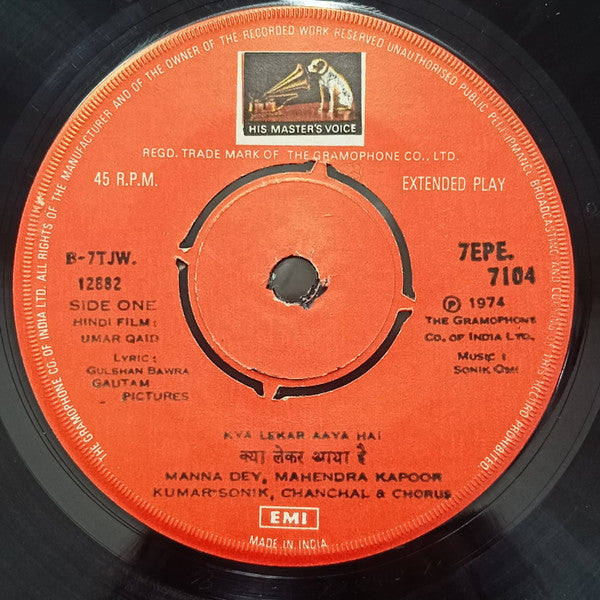 THE GRAMOPHONE CO. OF INDIA LTD. ALL RIGHTS OF THE MANUFACTURER AND OF THE OWNER OF THE RECORDED WORK RESERVED UNAUTHORISED PUBLIC PERFORMANCE BROADCASTING AND COPYING OF THIS RECORD PROHIBITED
HIS MASTER'S VOICE
REGD. TRADE MARK OF THE GRAMOPHONE CO., LTD.
45 R.P.M.
EXTENDED PLAY
B-7TJW.
12882
SIDE ONE
HINDI FILM:
UMAR QAID
LYRIC:
GULSHAN BAWRA
GAUTAM
PICTURES
7EPE.
7104
Ⓟ 1974
THE GRAMOPHONE
CO. OF INDIA LTD.
MUSIC:
SONIK OMI
KYA LEKAR AAYA HAI
क्या लेकर आया है
MANNA DEY, MAHENDRA KAPOOR
KUMAR SONIK, CHANCHAL & CHORUS
EMI
MADE IN INDIA